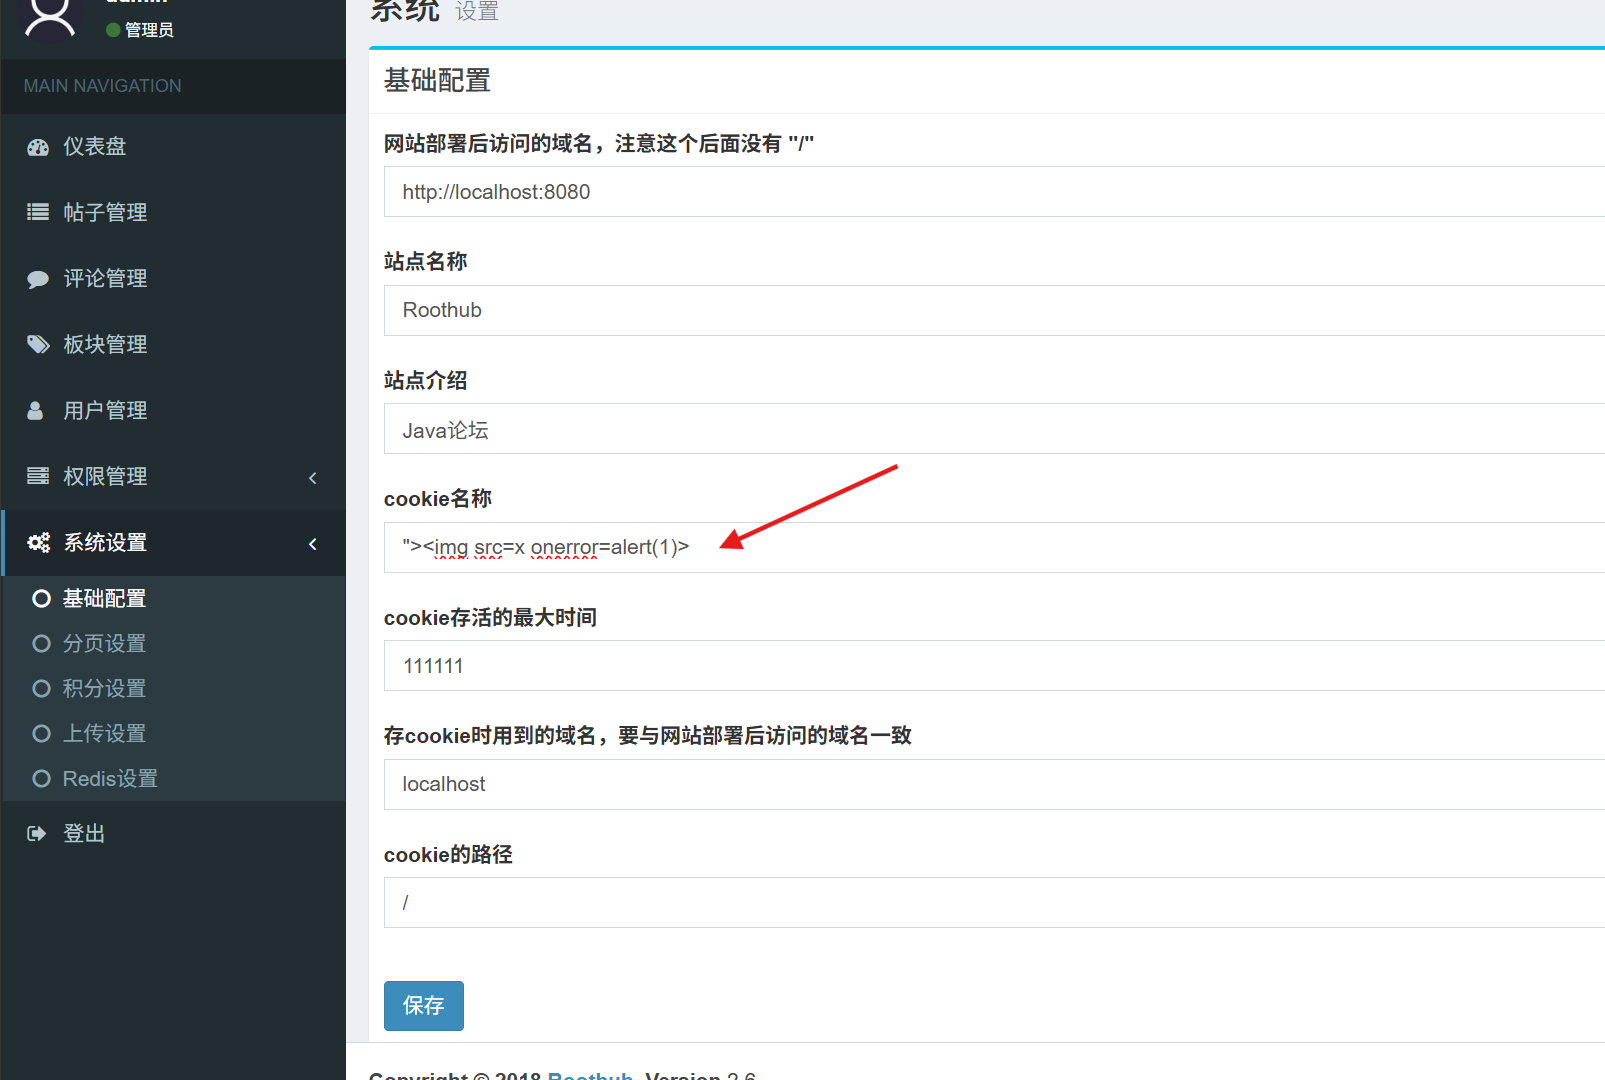 admin
管理员
MAIN NAVIGATION
仪表盘
帖子管理
评论管理
板块管理
用户管理
权限管理
系统设置
基础配置
分页设置
积分设置
上传设置
Redis设置
登出
系统 设置
基础配置
网站部署后访问的域名，注意这个后面没有 "/"
http://localhost:8080
站点名称
Roothub
站点介绍
Java论坛
cookie名称
"><img src=x onerror=alert(1)>
cookie存活的最大时间
111111
存cookie时用到的域名，要与网站部署后访问的域名一致
localhost
cookie的路径
/
保存
Copyright © 2018 Roothub. Version 2.6